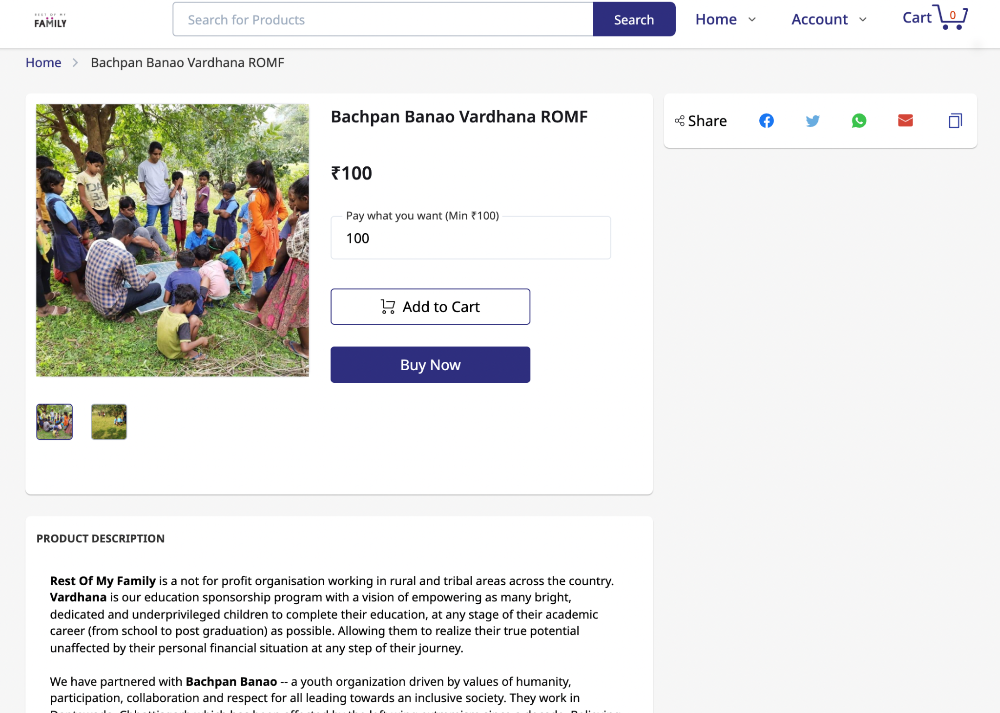 REST OF MY
FAMILY
Search for Products
Search
Home
Account
Cart
0
Home > Bachpan Banao Vardhana ROMF
Bachpan Banao Vardhana ROMF
₹100
Pay what you want (Min ₹100)
100
Add to Cart
Buy Now
Share
PRODUCT DESCRIPTION
Rest Of My Family is a not for profit organisation working in rural and tribal areas across the country.
Vardhana is our education sponsorship program with a vision of empowering as many bright,
dedicated and underprivileged children to complete their education, at any stage of their academic
career (from school to post graduation) as possible. Allowing them to realize their true potential
unaffected by their personal financial situation at any step of their journey.
We have partnered with Bachpan Banao -- a youth organization driven by values of humanity,
participation, collaboration and respect for all leading towards an inclusive society. They work in